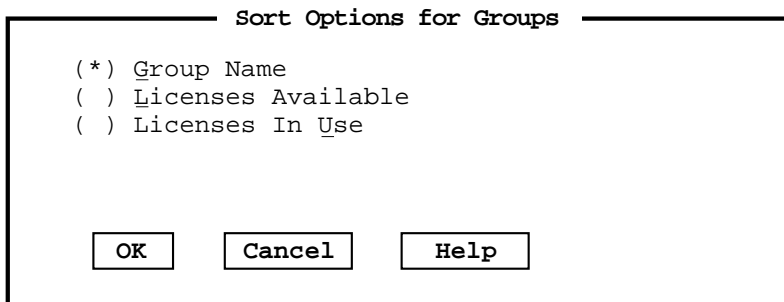 Sort Options for Groups
(*) Group Name
( ) Licenses Available
( ) Licenses In Use
OK Cancel Help